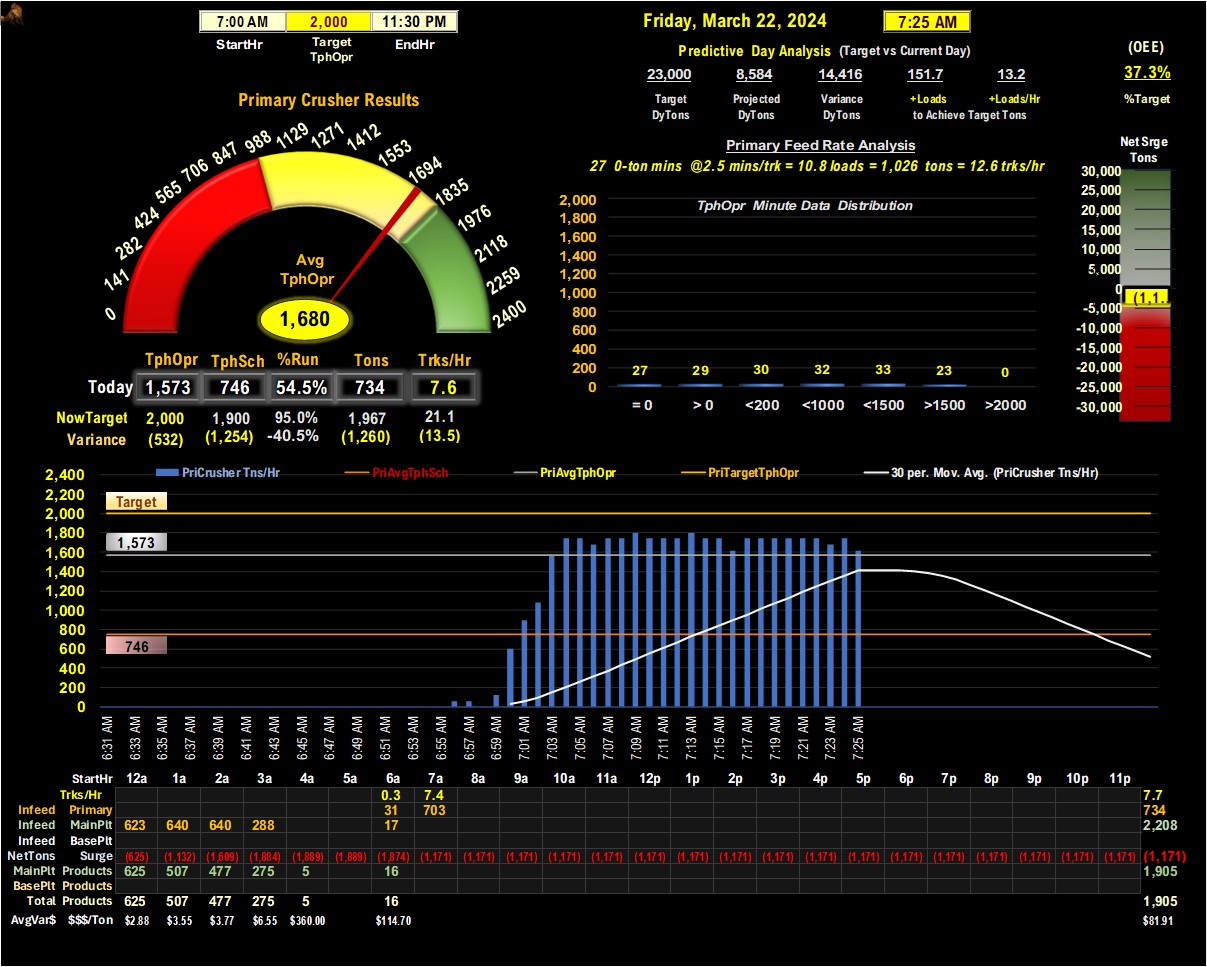 7:00 AM 2,000 11:30 PM
StartHr Target TphOpr EndHr
Friday, March 22, 2024 7:25 AM
Predictive Day Analysis (Target vs Current Day)
23,000 8,584 14,416 151.7 13.2
Target Projected Variance +Loads +Loads/Hr
DyTons DyTons DyTons to Achieve Target Tons
(OEE)
37.3%
%Target
Primary Crusher Results
0
141
282
424
565
706
847
988
1129
1271
1412
1553
1694
1835
1976
2118
2259
2400
Avg
TphOpr
1,680
TphOpr TphSch %Run Tons Trks/Hr
Today 1,573 746 54.5% 734 7.6
NowTarget 2,000 1,900 95.0% 1,967 21.1
Variance (532) (1,254) -40.5% (1,260) (13.5)
Primary Feed Rate Analysis
27 0-ton mins @2.5 mins/trk = 10.8 loads = 1,026 tons = 12.6 trks/hr
TphOpr Minute Data Distribution
2,000
1,800
1,600
1,400
1,200
1,000
800
600
400
200
0
27 29 30 32 33 23 0
= 0 > 0 <200 <1000 <1500 >1500 >2000
Net Srge
Tons
30,000
25,000
20,000
15,000
10,000
5,000
0
(1,1..
-5,000
-10,000
-15,000
-20,000
-25,000
-30,000
PriCrusher Tns/Hr PriAvgTphSch PriAvgTphOpr PriTargetTphOpr 30 per. Mov. Avg. (PriCrusher Tns/Hr)
2,400
2,200
2,000
1,800
1,600
1,400
1,200
1,000
800
600
400
200
0
Target
1,573
746
6:31 AM 6:33 AM 6:35 AM 6:37 AM 6:39 AM 6:41 AM 6:43 AM 6:45 AM 6:47 AM 6:49 AM 6:51 AM 6:53 AM 6:55 AM 6:57 AM 6:59 AM 7:01 AM 7:03 AM 7:05 AM 7:07 AM 7:09 AM 7:11 AM 7:13 AM 7:15 AM 7:17 AM 7:19 AM 7:21 AM 7:23 AM 7:25 AM
StartHr 12a 1a 2a 3a 4a 5a 6a 7a 8a 9a 10a 11a 12p 1p 2p 3p 4p 5p 6p 7p 8p 9p 10p 11p
Trks/Hr 0.3 7.4 7.7
Infeed Primary 31 703 734
Infeed MainPlt 623 640 640 288 17 2,208
Infeed BasePlt
NetTons Surge (625) (1,132) (1,609) (1,884) (1,889) (1,889) (1,874) (1,171) (1,171) (1,171) (1,171) (1,171) (1,171) (1,171) (1,171) (1,171) (1,171) (1,171) (1,171) (1,171) (1,171) (1,171) (1,171) (1,171) (1,171)
MainPlt Products 625 507 477 275 5 16 1,905
BasePlt Products
Total Products 625 507 477 275 5 16 1,905
AvgVar$ $$$/Ton $2.88 $3.55 $3.77 $6.55 $360.00 $114.70 $81.91